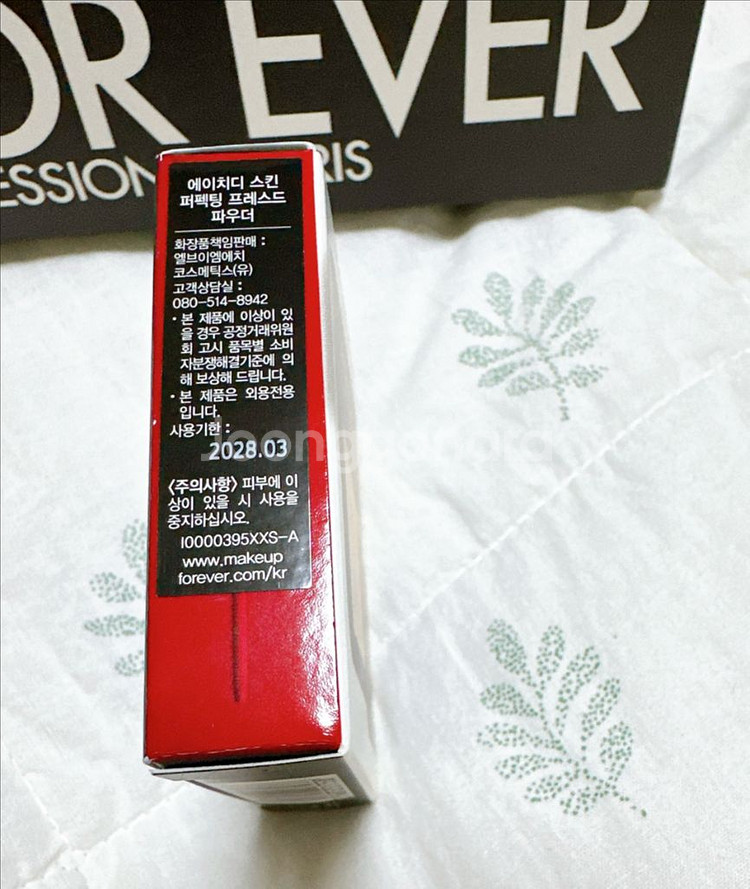 OR EVER
ESSION RIS
에이치디 스킨
퍼펙팅 프레스드
파우더
화장품책임판매 :
엘브이엠에치
코스메틱스(유)
고객상담실 :
080-514-8942
· 본 제품에 이상이 있
을 경우 공정거래위원
회 고시 품목별 소비
자분쟁해결기준에 의
해 보상해 드립니다.
· 본 제품은 외용전용
입니다.
사용기한 :
2028.03
<주의사항> 피부에 이
상이 있을 시 사용을
중지하십시오.
I0000395XXS-A
www.makeup
forever.com/kr